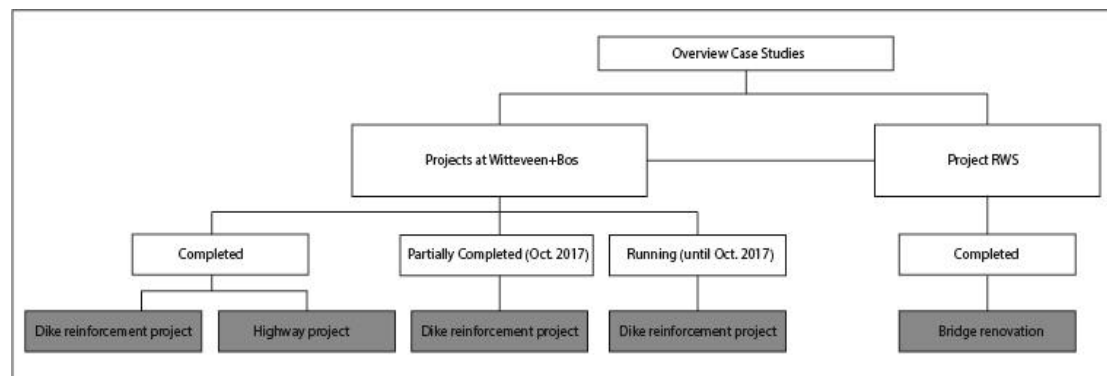 Overview Case Studies
Projects at Witteveen+Bos
Project RWS
Completed
Partially Completed (Oct. 2017)
Running (until Oct. 2017)
Completed
Dike reinforcement project
Highway project
Dike reinforcement project
Dike reinforcement project
Bridge renovation